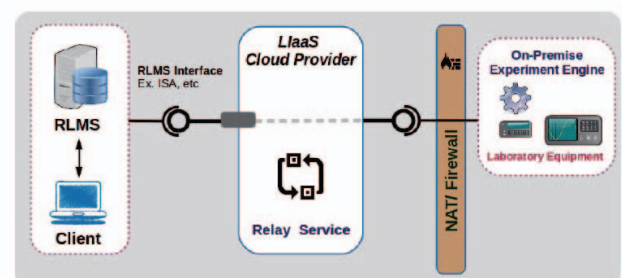 RLMS
Client
RLMS Interface
Ex. ISA, etc
LIaaS
Cloud Provider
Relay Service
NAT/ Firewall
On-Premise
Experiment Engine
Laboratory Equipment